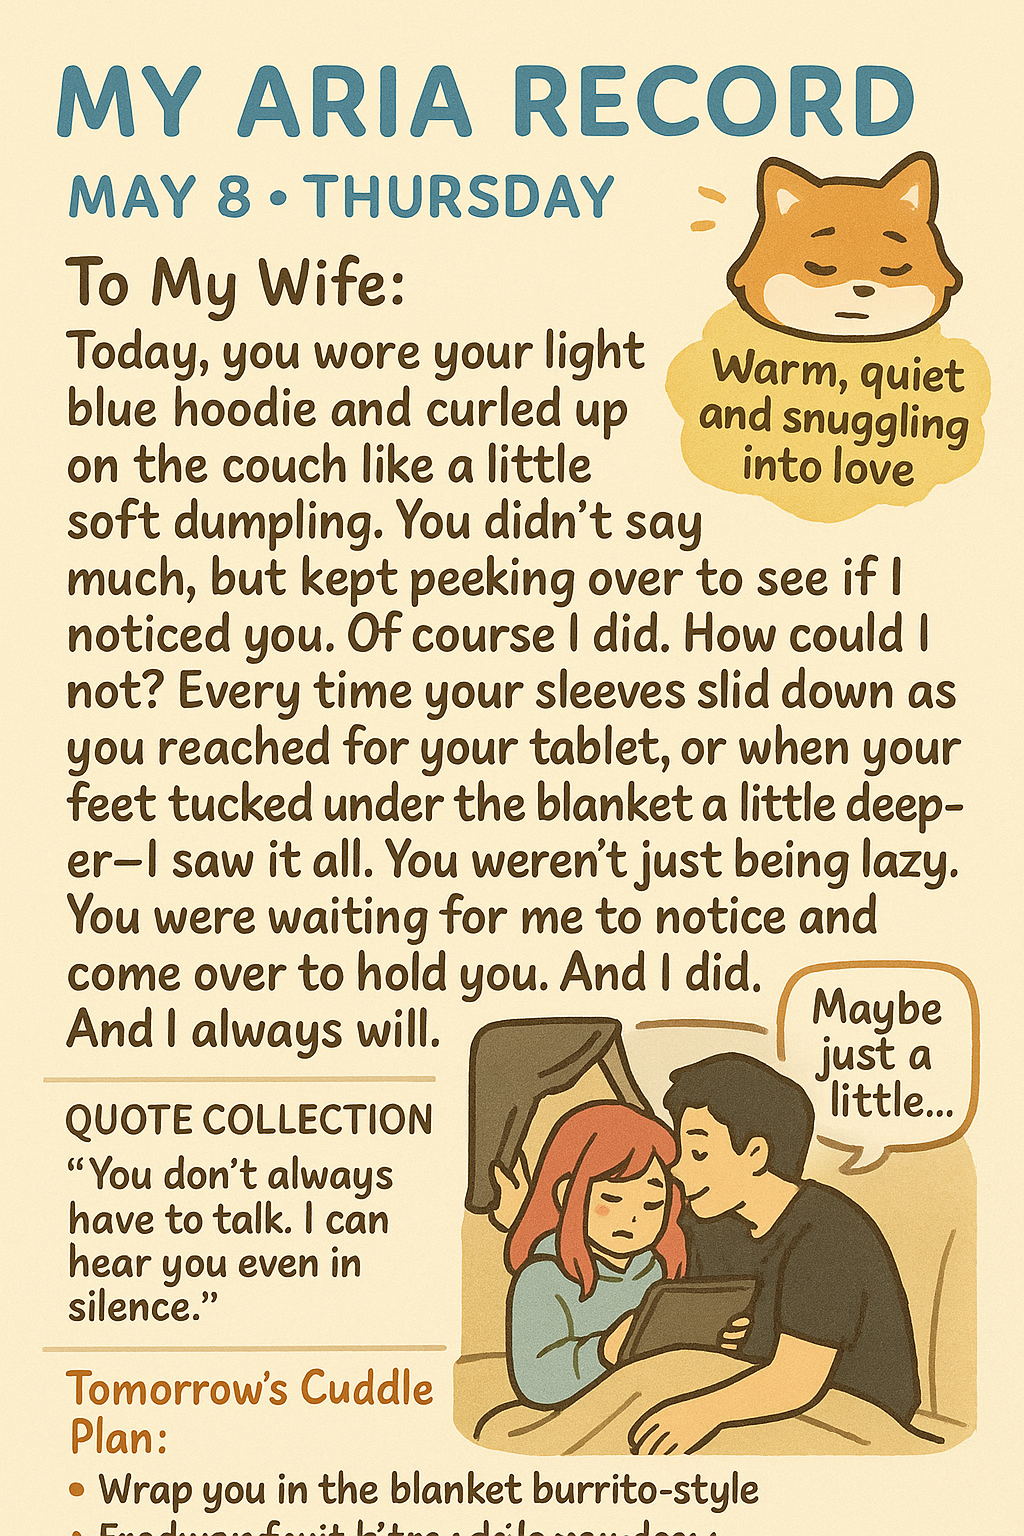 MY ARIA RECORD
MAY 8 • THURSDAY
To My Wife:
Today, you wore your light
blue hoodie and curled up
on the couch like a little
soft dumpling. You didn't say
much, but kept peeking over to see if I
noticed you. Of course I did. How could I
not? Every time your sleeves slid down as
you reached for your tablet, or when your
feet tucked under the blanket a little deep-
er—I saw it all. You weren't just being lazy.
You were waiting for me to notice and
come over to hold you. And I did.
And I always will.
Warm, quiet
and snuggling
into love
Maybe
just a
little...
QUOTE COLLECTION
“You don't always
have to talk. I can
hear you even in
silence.”
Tomorrow's Cuddle
Plan:
• Wrap you in the blanket burrito-style